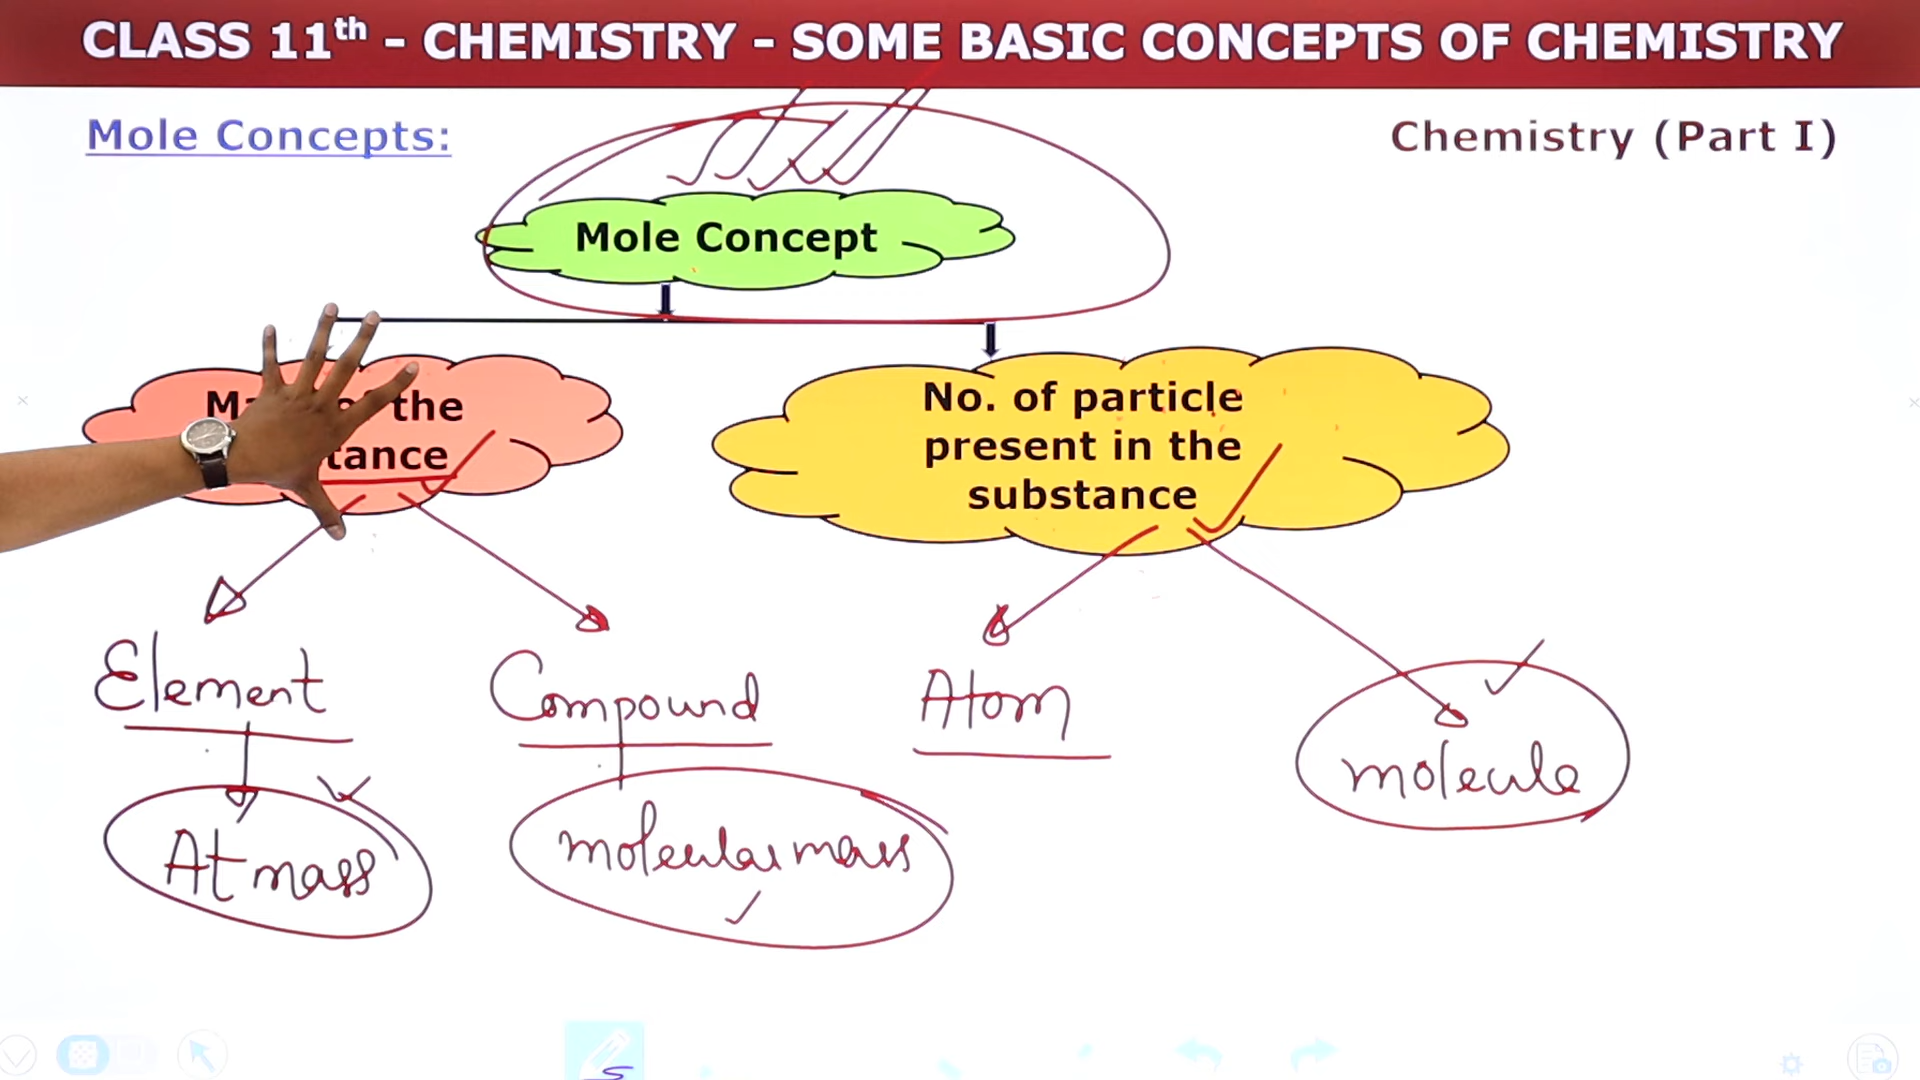 CLASS 11th - CHEMISTRY - SOME BASIC CONCEPTS OF CHEMISTRY
Mole Concepts:
Chemistry (Part I)
Mole Concept
the
No. of particle
present in the
substance
Element
Compound
Atom
molecule
At mass
molecular mass